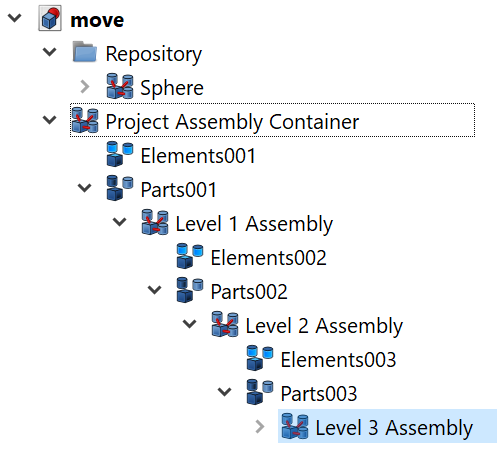 move
Repository
Sphere
Project Assembly Container
Elements001
Parts001
Level 1 Assembly
Elements002
Parts002
Level 2 Assembly
Elements003
Parts003
Level 3 Assembly